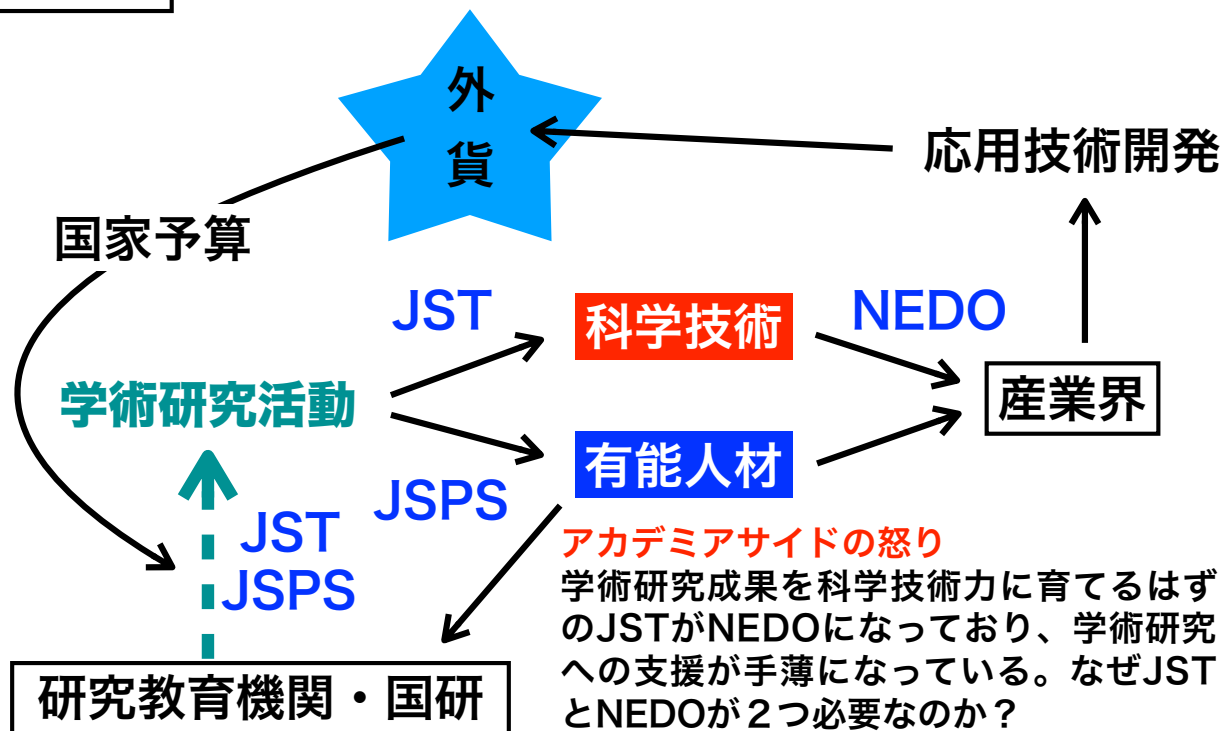 外
貨
応用技術開発
国家予算
JST
科学技術
NEDO
学術研究活動
産業界
有能人材
JSPS
JST
JSPS
アカデミアサイドの怒り
学術研究成果を科学技術力に育てるはず
のJSTがNEDOになっており、学術研究
への支援が手薄になっている。なぜJST
とNEDOが２つ必要なのか？
研究教育機関・国研